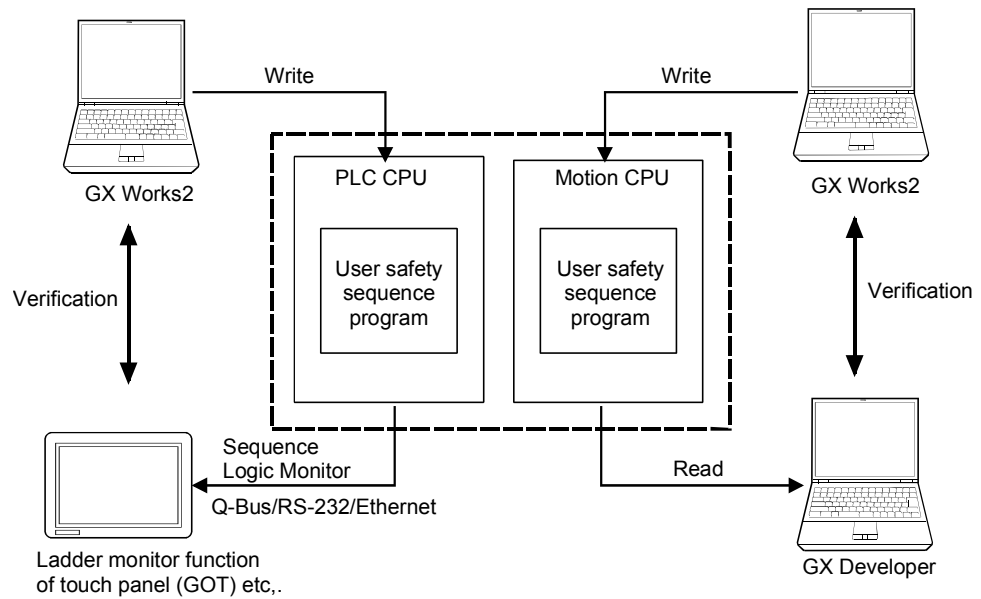 Write
Write
GX Works2
PLC CPU
Motion CPU
GX Works2
User safety
sequence
program
User safety
sequence
program
Verification
Verification
Sequence
Logic Monitor
Read
Q-Bus/RS-232/Ethernet
Ladder monitor function
of touch panel (GOT) etc,.
GX Developer